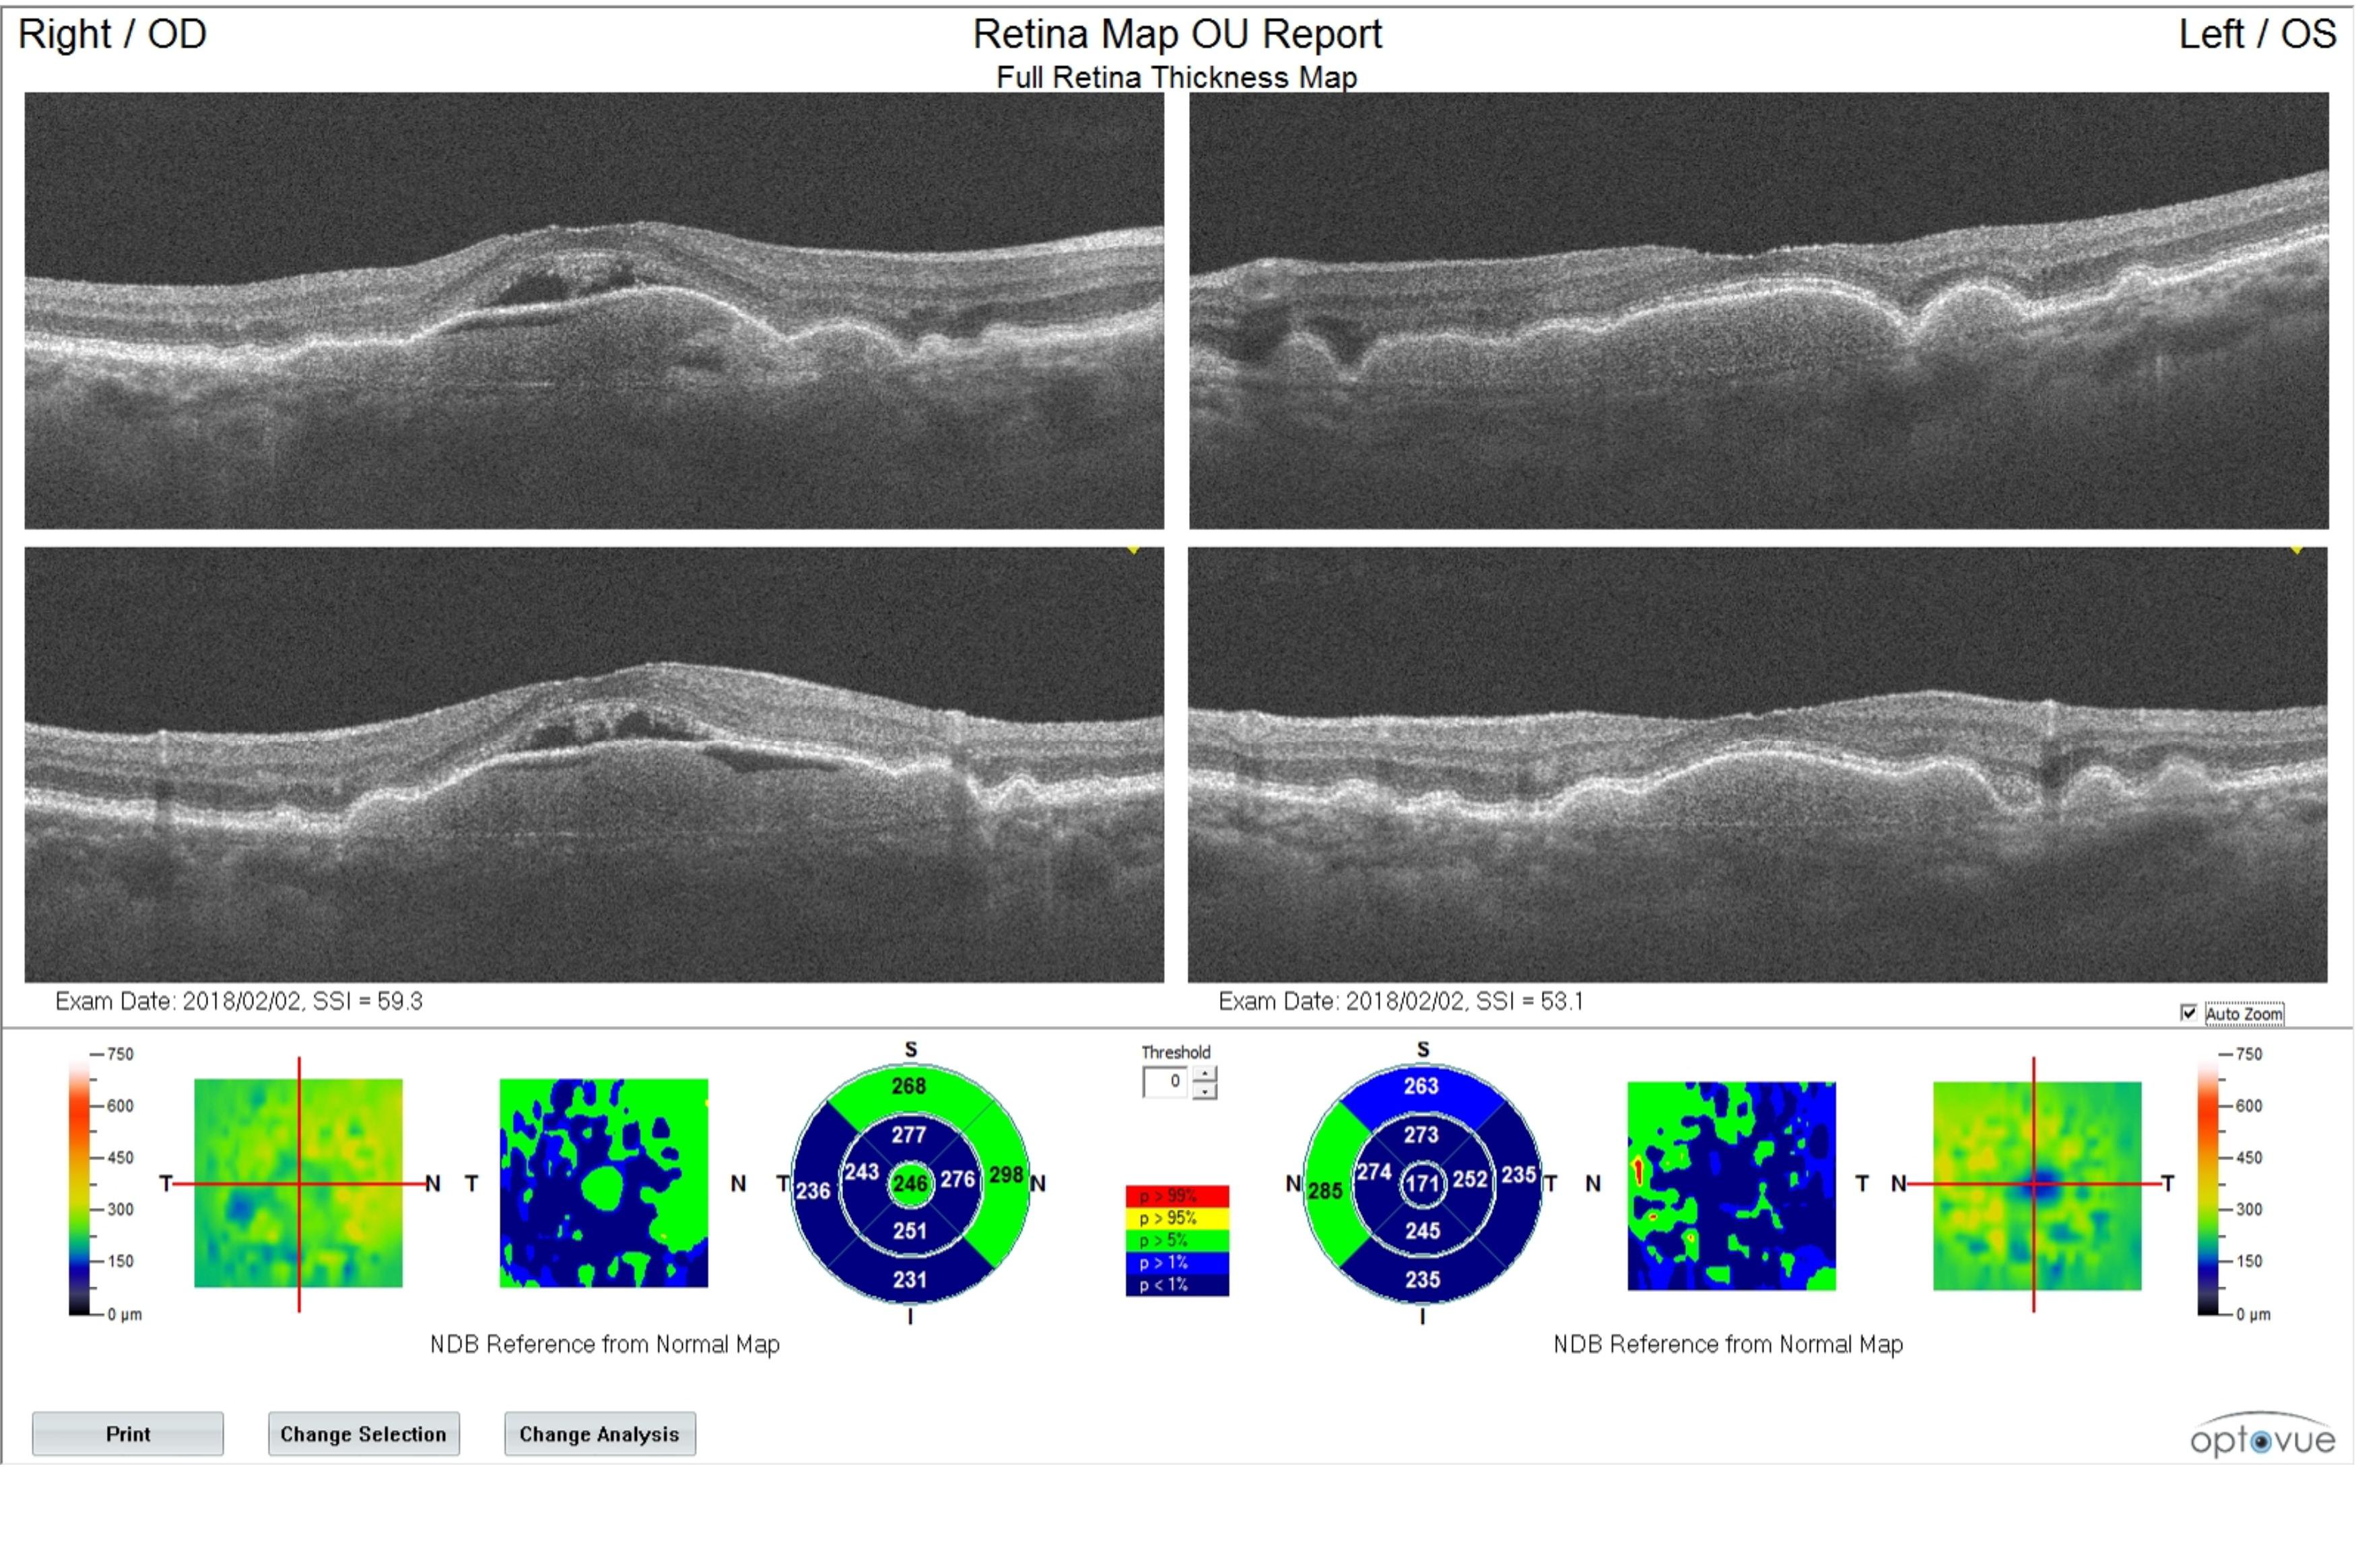 Right / OD
Retina Map OU Report
Left / OS
Full Retina Thickness Map
Exam Date: 2018/02/02, SSI = 59.3
Exam Date: 2018/02/02, SSI = 53.1
Auto Zoom
750
600
450
300
150
0 µm
T
N
T
N
S
268
277
T
236
243
246
276
298
N
251
231
I
Threshold
0
p > 99%
p > 95%
p > 5%
p > 1%
p < 1%
S
263
273
N
285
274
171
252
235
T
245
235
I
N
T
N
T
750
600
450
300
150
0 µm
NDB Reference from Normal Map
NDB Reference from Normal Map
Print
Change Selection
Change Analysis
optovue